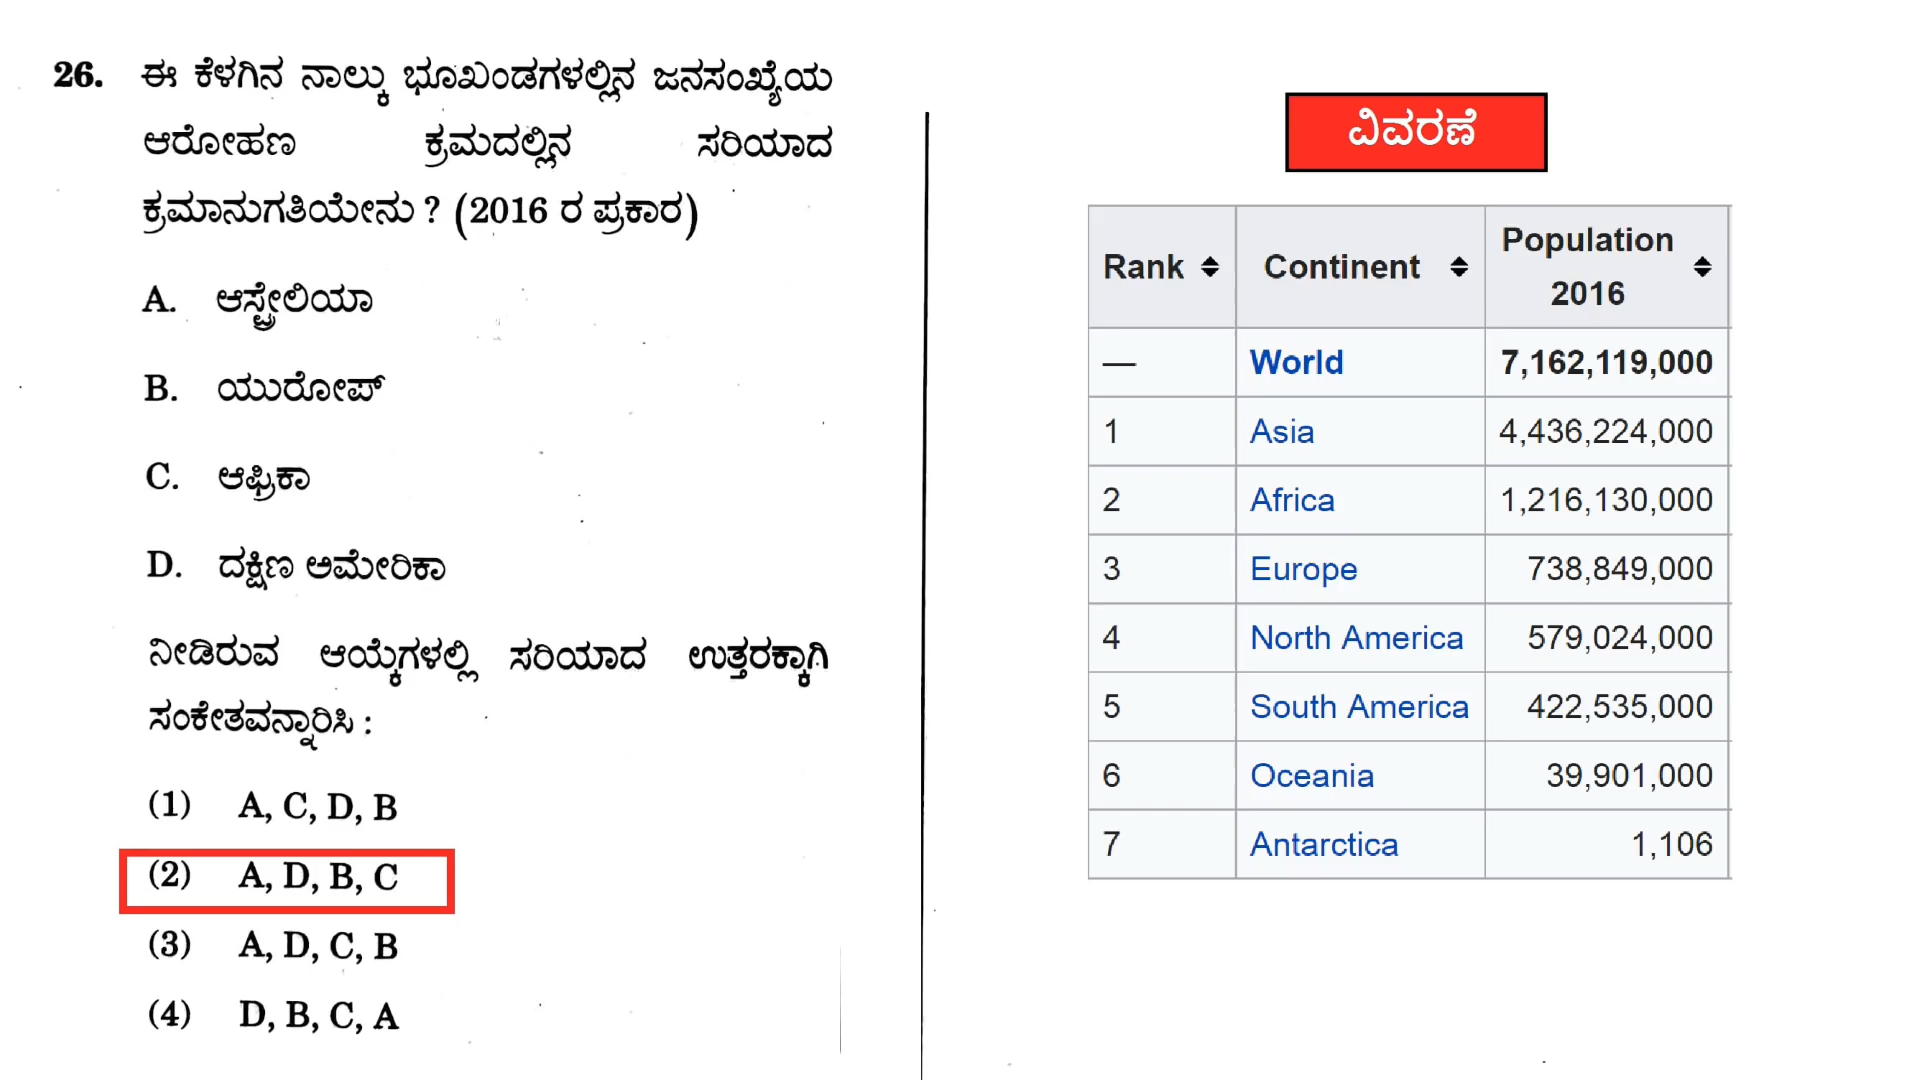 26. ಈ ಕೆಳಗಿನ ನಾಲ್ಕು ಭೂಖಂಡಗಳಲ್ಲಿನ ಜನಸಂಖ್ಯೆಯ
ಆರೋಹಣ ಕ್ರಮದಲ್ಲಿನ ಸರಿಯಾದ
ಕ್ರಮಾನುಗತಿಯೇನು ? (2016 ರ ಪ್ರಕಾರ)
A. ಆಸ್ಟ್ರೇಲಿಯಾ
B. ಯುರೋಪ್
C. ಆಫ್ರಿಕಾ
D. ದಕ್ಷಿಣ ಅಮೇರಿಕಾ
ನೀಡಿರುವ ಆಯ್ಕೆಗಳಲ್ಲಿ ಸರಿಯಾದ ಉತ್ತರಕ್ಕಾಗಿ
ಸಂಕೇತವನ್ನಾರಿಸಿ :
(1) A, C, D, B
(2) A, D, B, C
(3) A, D, C, B
(4) D, B, C, A
ವಿವರಣೆ
Rank Continent Population 2016
— World 7,162,119,000
1 Asia 4,436,224,000
2 Africa 1,216,130,000
3 Europe 738,849,000
4 North America 579,024,000
5 South America 422,535,000
6 Oceania 39,901,000
7 Antarctica 1,106